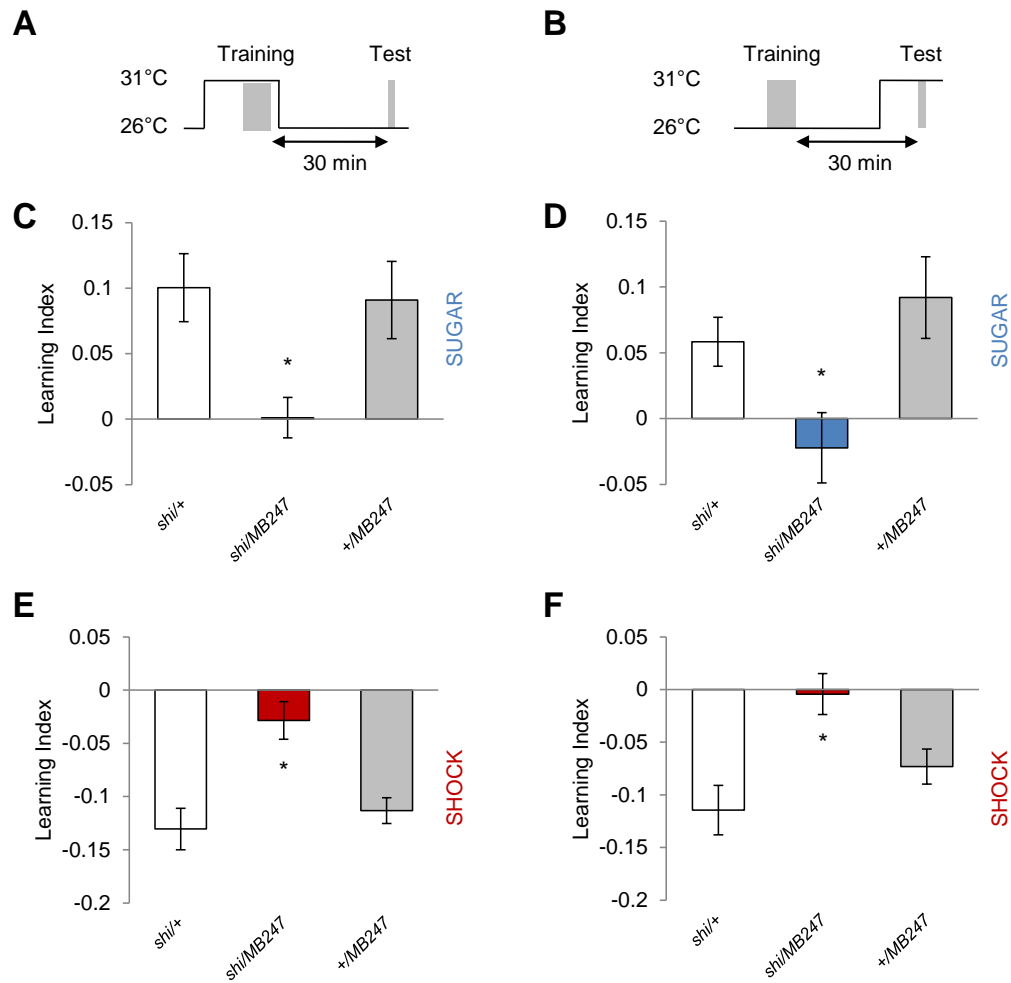 A
Training
Test
31°C
26°C
30 min
B
Training
Test
31°C
26°C
30 min
C
0.15
0.1
0.05
0
-0.05
Learning Index
SUGAR
*
shi/+
shi/MB247
+/MB247
D
0.15
0.1
0.05
0
-0.05
Learning Index
SUGAR
*
shi/+
shi/MB247
+/MB247
E
0.05
0
-0.05
-0.1
-0.15
-0.2
Learning Index
SHOCK
*
shi/+
shi/MB247
+/MB247
F
0.05
0
-0.05
-0.1
-0.15
-0.2
Learning Index
SHOCK
*
shi/+
shi/MB247
+/MB247